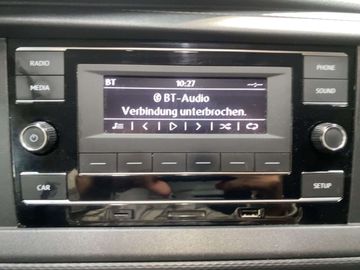 RADIO
MEDIA
CAR
BT 10:27
BT-Audio
Verbindung unterbrochen.
PHONE
SOUND
SETUP